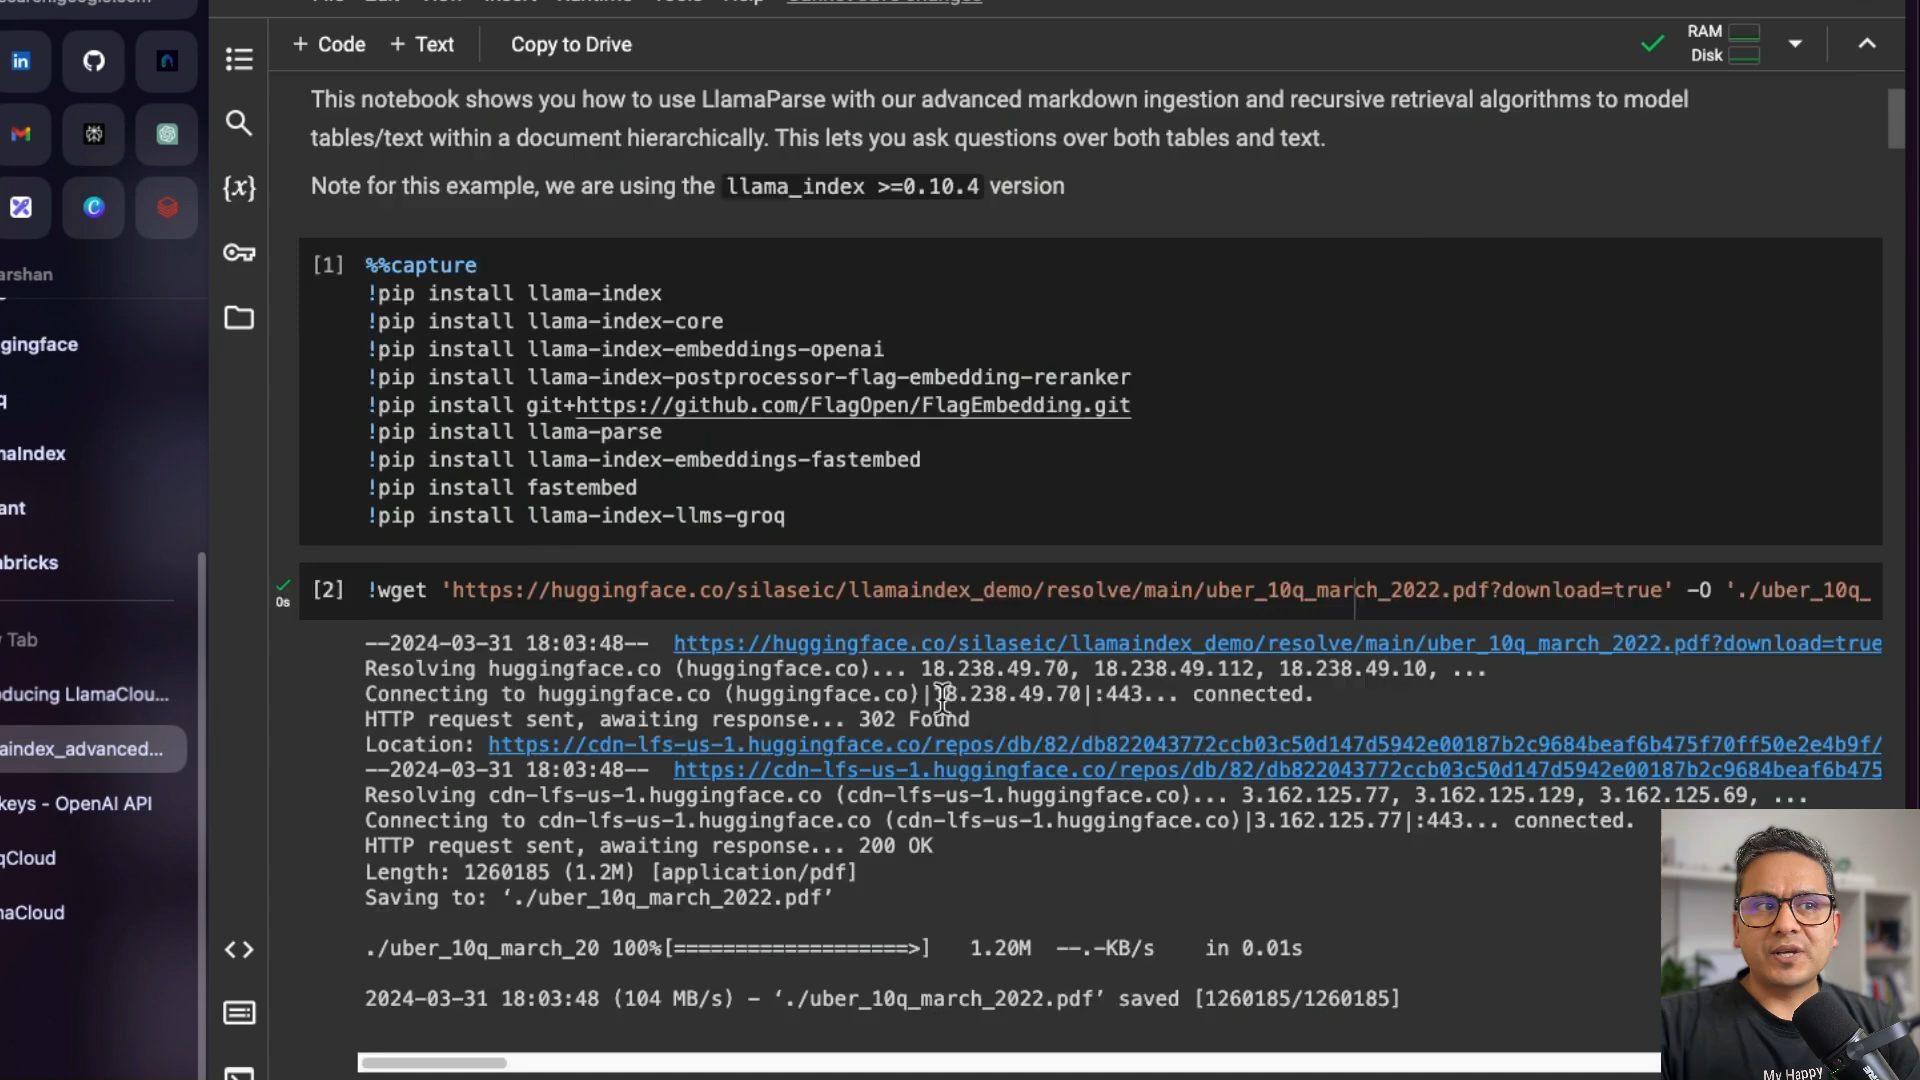 + Code + Text Copy to Drive
RAM
Disk
This notebook shows you how to use LlamaParse with our advanced markdown ingestion and recursive retrieval algorithms to model
tables/text within a document hierarchically. This lets you ask questions over both tables and text.
Note for this example, we are using the llama_index >=0.10.4 version
[1] %%capture
!pip install llama-index
!pip install llama-index-core
!pip install llama-index-embeddings-openai
!pip install llama-index-postprocessor-flag-embedding-reranker
!pip install git+https://github.com/FlagOpen/FlagEmbedding.git
!pip install llama-parse
!pip install llama-index-embeddings-fastembed
!pip install fastembed
!pip install llama-index-llms-groq
0s
[2] !wget 'https://huggingface.co/silaseic/llamaindex_demo/resolve/main/uber_10q_march_2022.pdf?download=true' -O './uber_10q_
--2024-03-31 18:03:48-- https://huggingface.co/silaseic/llamaindex_demo/resolve/main/uber_10q_march_2022.pdf?download=true
Resolving huggingface.co (huggingface.co)... 18.238.49.70, 18.238.49.112, 18.238.49.10, ...
Connecting to huggingface.co (huggingface.co)|18.238.49.70|:443... connected.
HTTP request sent, awaiting response... 302 Found
Location: https://cdn-lfs-us-1.huggingface.co/repos/db/82/db822043772ccb03c50d147d5942e00187b2c9684beaf6b475f70ff50e2e4b9f/
--2024-03-31 18:03:48-- https://cdn-lfs-us-1.huggingface.co/repos/db/82/db822043772ccb03c50d147d5942e00187b2c9684beaf6b475
Resolving cdn-lfs-us-1.huggingface.co (cdn-lfs-us-1.huggingface.co)... 3.162.125.77, 3.162.125.129, 3.162.125.69, ...
Connecting to cdn-lfs-us-1.huggingface.co (cdn-lfs-us-1.huggingface.co)|3.162.125.77|:443... connected.
HTTP request sent, awaiting response... 200 OK
Length: 1260185 (1.2M) [application/pdf]
Saving to: ‘./uber_10q_march_2022.pdf’
./uber_10q_march_20 100%[===================>] 1.20M --.-KB/s in 0.01s
2024-03-31 18:03:48 (104 MB/s) - ‘./uber_10q_march_2022.pdf’ saved [1260185/1260185]
arshan
gingface
q
naIndex
ant
abricks
Tab
oducing LlamaClou...
aindex_advanced...
keys - OpenAI API
qCloud
naCloud
My Happy